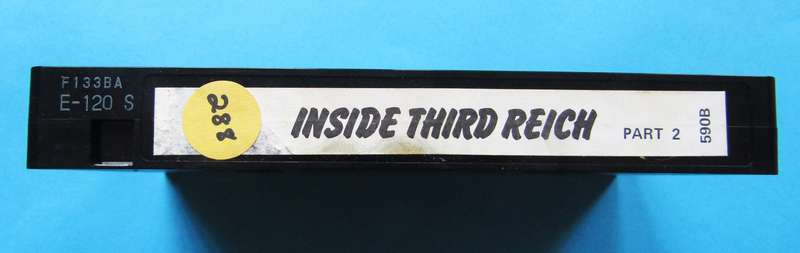 F133BA
E-120 S
288
INSIDE THIRD REICH PART 2
590B